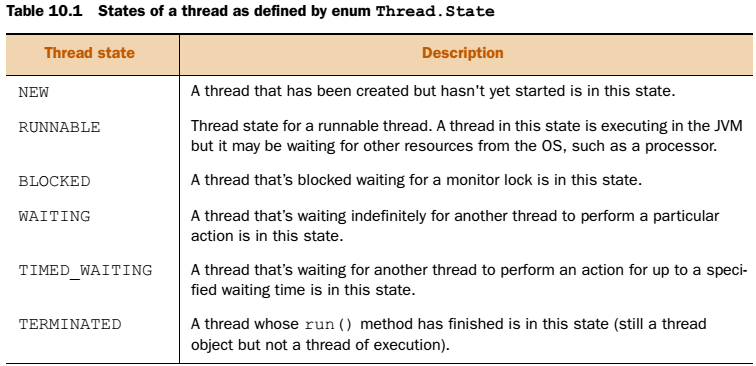 Table 10.1 States of a thread as defined by enum Thread.State
Thread state Description
NEW A thread that has been created but hasn't yet started is in this state.
RUNNABLE Thread state for a runnable thread. A thread in this state is executing in the JVM
but it may be waiting for other resources from the OS, such as a processor.
BLOCKED A thread that's blocked waiting for a monitor lock is in this state.
WAITING A thread that's waiting indefinitely for another thread to perform a particular
action is in this state.
TIMED_WAITING A thread that's waiting for another thread to perform an action for up to a speci-
fied waiting time is in this state.
TERMINATED A thread whose run() method has finished is in this state (still a thread
object but not a thread of execution).